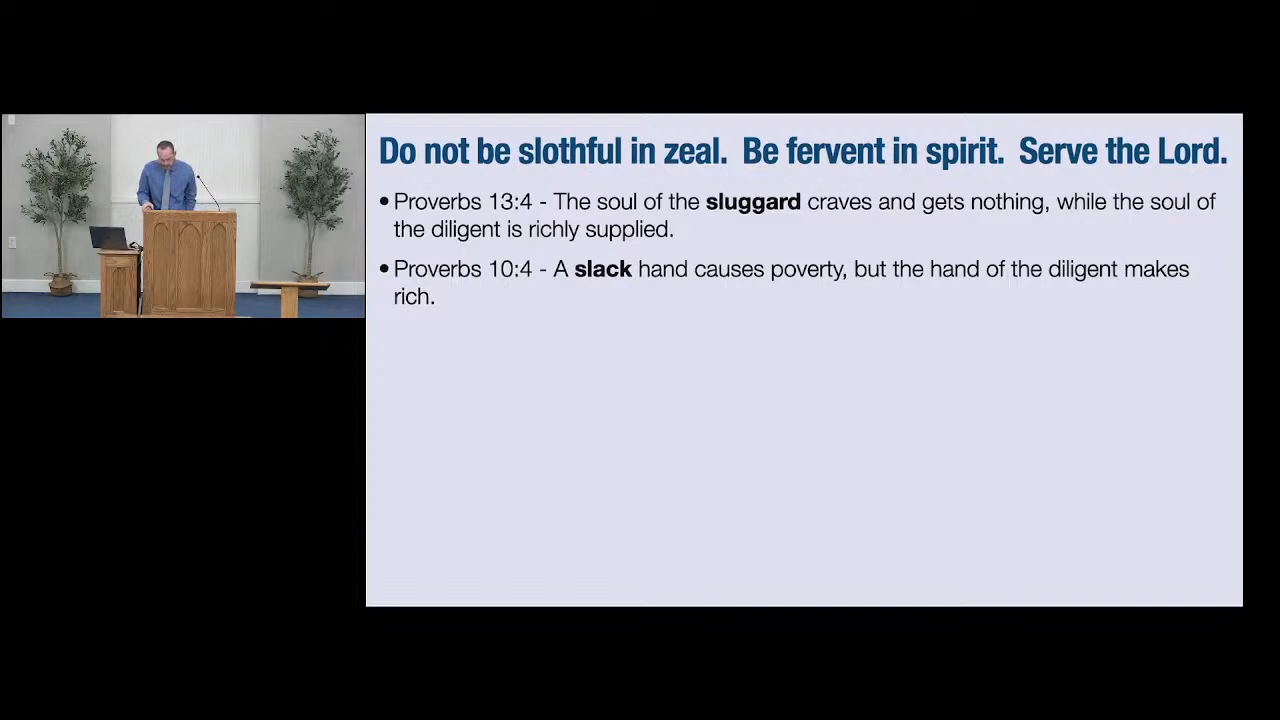 Do not be slothful in zeal.  Be fervent in spirit.  Serve the Lord.
• Proverbs 13:4 - The soul of the sluggard craves and gets nothing, while the soul of
the diligent is richly supplied.
• Proverbs 10:4 - A slack hand causes poverty, but the hand of the diligent makes
rich.